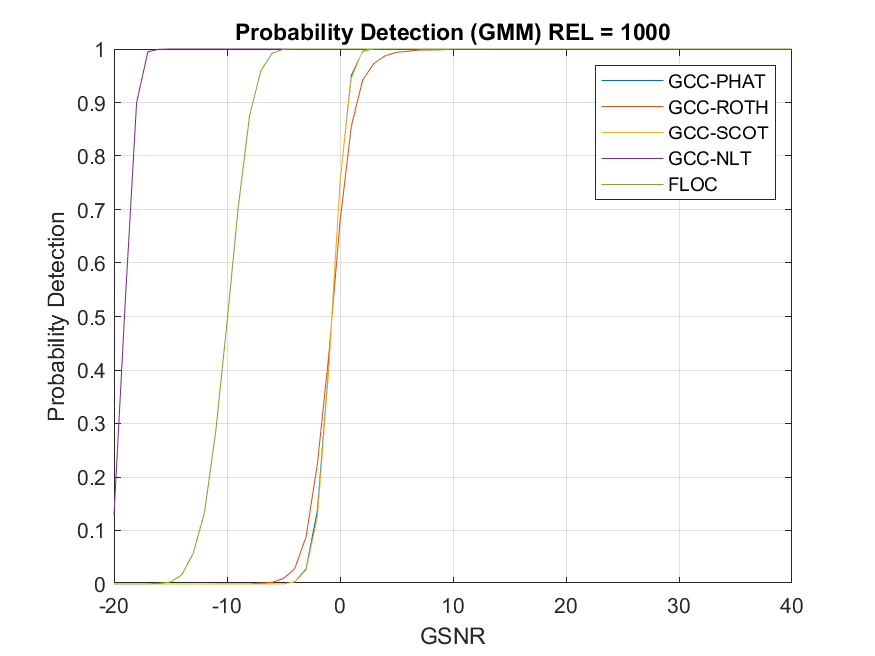 Probability Detection (GMM) REL = 1000
1
0.9
0.8
0.7
0.6
0.5
0.4
0.3
0.2
0.1
0
Probability Detection
-20 -10 0 10 20 30 40
GSNR
GCC-PHAT
GCC-ROTH
GCC-SCOT
GCC-NLT
FLOC